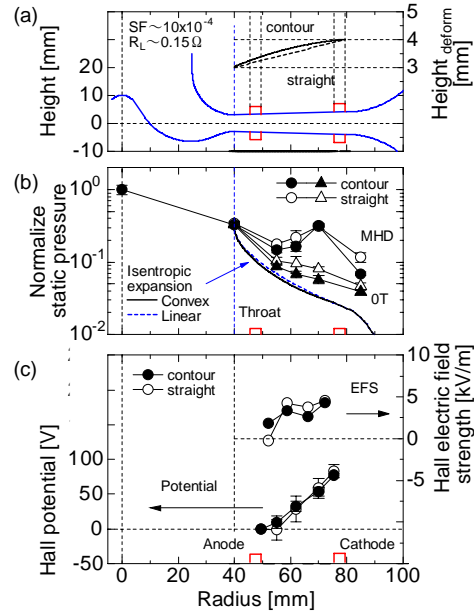 (a)
SF~10x10⁻⁴
R_L~0.15Ω
contour
straight
Height [mm]
20
10
0
-10
5
4
3
Height_deform
[mm]
(b)
Normalize
static pressure
10⁰
10⁻¹
10⁻²
contour
straight
MHD
0T
Isentropic
expansion
Convex
Linear
Throat
(c)
contour
straight
EFS
Potential
Anode
Cathode
Hall potential [V]
100
50
0
-50
10
5
0
-5
Hall electric field
strength [kV/m]
0 20 40 60 80 100
Radius [mm]